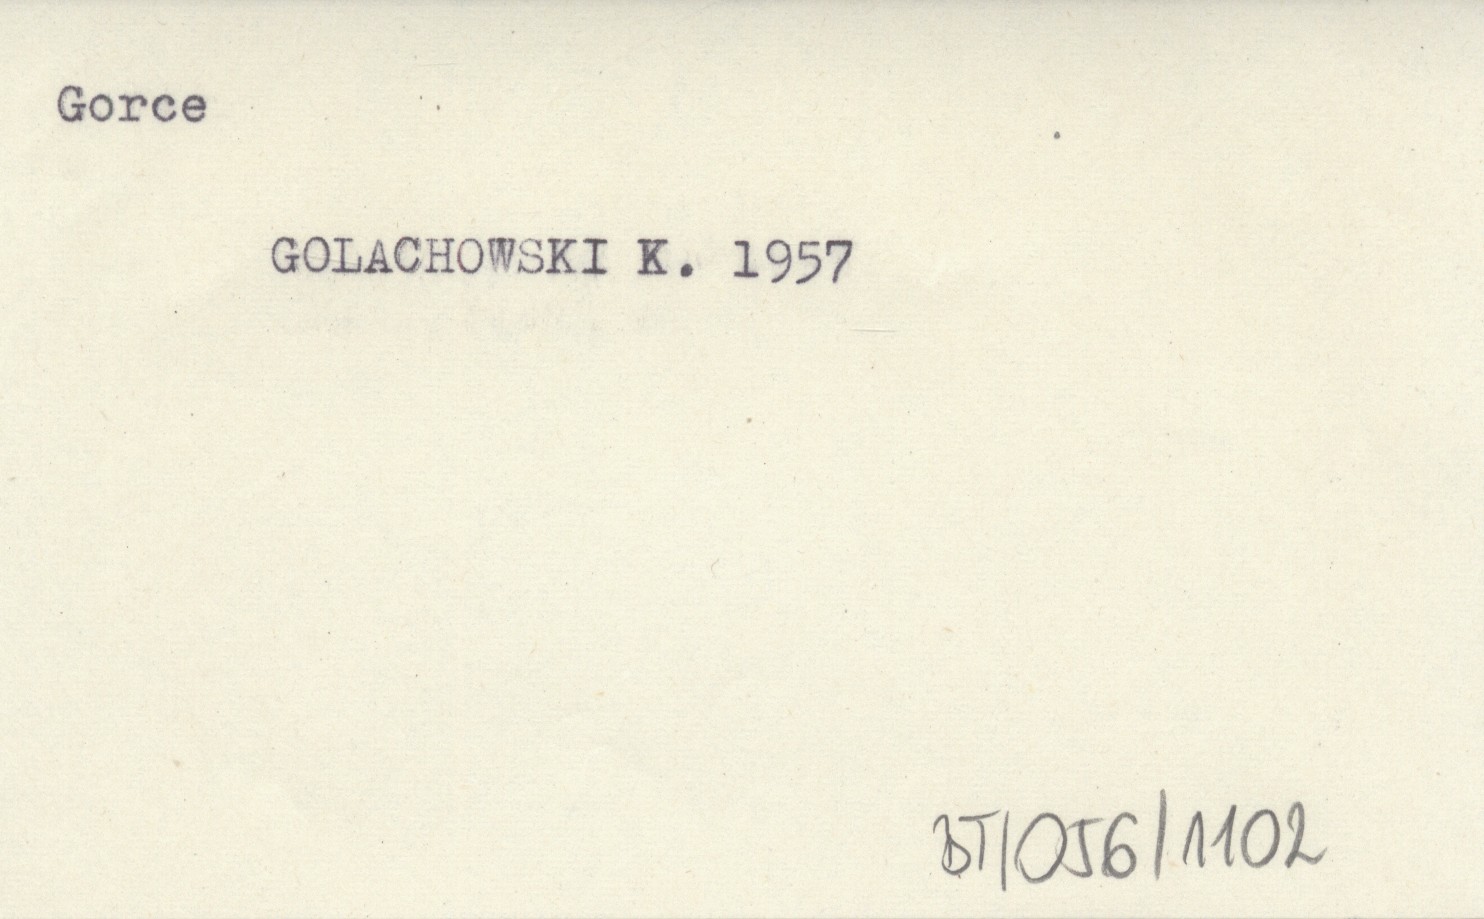 Gorce
GOLACHOWSKI K. 1957
BT/056/1102